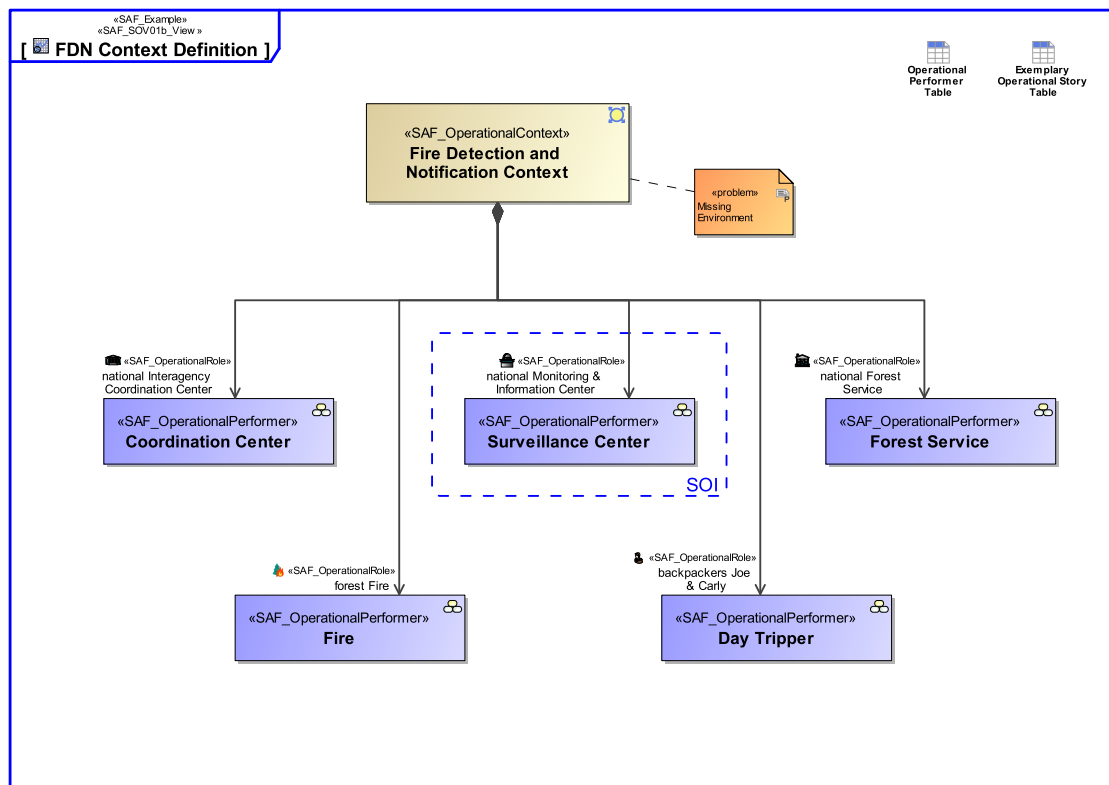 «SAF_Example»
«SAF_SOV01b_View »
[ FDN Context Definition ]
Operational
Performer
Table
Exemplary
Operational Story
Table
«SAF_OperationalContext»
Fire Detection and
Notification Context
«problem»
Missing
Environment
P
«SAF_OperationalRole»
national Interagency
Coordination Center
«SAF_OperationalPerformer»
Coordination Center
«SAF_OperationalRole»
national Monitoring &
Information Center
«SAF_OperationalPerformer»
Surveillance Center
SOI
«SAF_OperationalRole»
national Forest
Service
«SAF_OperationalPerformer»
Forest Service
«SAF_OperationalRole»
forest Fire
«SAF_OperationalPerformer»
Fire
«SAF_OperationalRole»
backpackers Joe
& Carly
«SAF_OperationalPerformer»
Day Tripper